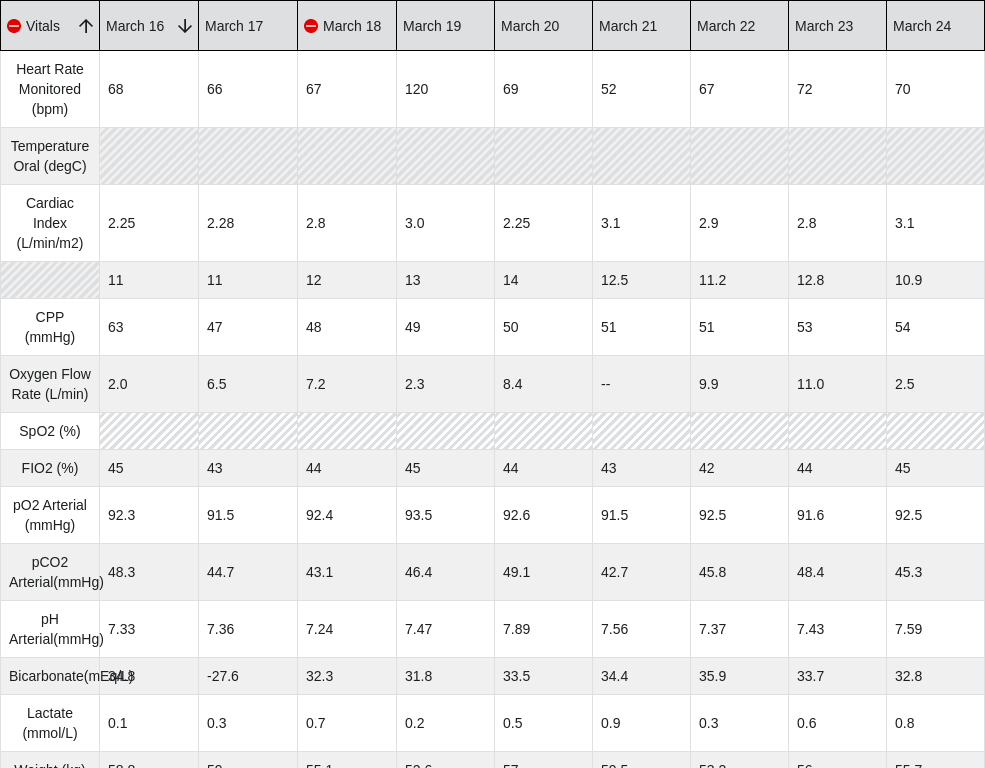 Vitals March 16 March 17 March 18 March 19 March 20 March 21 March 22 March 23 March 24
Heart Rate
Monitored
(bpm)
68 66 67 120 69 52 67 72 70
Temperature
Oral (degC)
Cardiac
Index
(L/min/m2)
2.25 2.28 2.8 3.0 2.25 3.1 2.9 2.8 3.1
11 11 12 13 14 12.5 11.2 12.8 10.9
CPP
(mmHg)
63 47 48 49 50 51 51 53 54
Oxygen Flow
Rate (L/min)
2.0 6.5 7.2 2.3 8.4 -- 9.9 11.0 2.5
SpO2 (%)
FIO2 (%) 45 43 44 45 44 43 42 44 45
pO2 Arterial
(mmHg)
92.3 91.5 92.4 93.5 92.6 91.5 92.5 91.6 92.5
pCO2
Arterial(mmHg)
48.3 44.7 43.1 46.4 49.1 42.7 45.8 48.4 45.3
pH
Arterial(mmHg)
7.33 7.36 7.24 7.47 7.89 7.56 7.37 7.43 7.59
Bicarbonate(mEq/L) 34.8 -27.6 32.3 31.8 33.5 34.4 35.9 33.7 32.8
Lactate
(mmol/L)
0.1 0.3 0.7 0.2 0.5 0.9 0.3 0.6 0.8
Weight (kg)